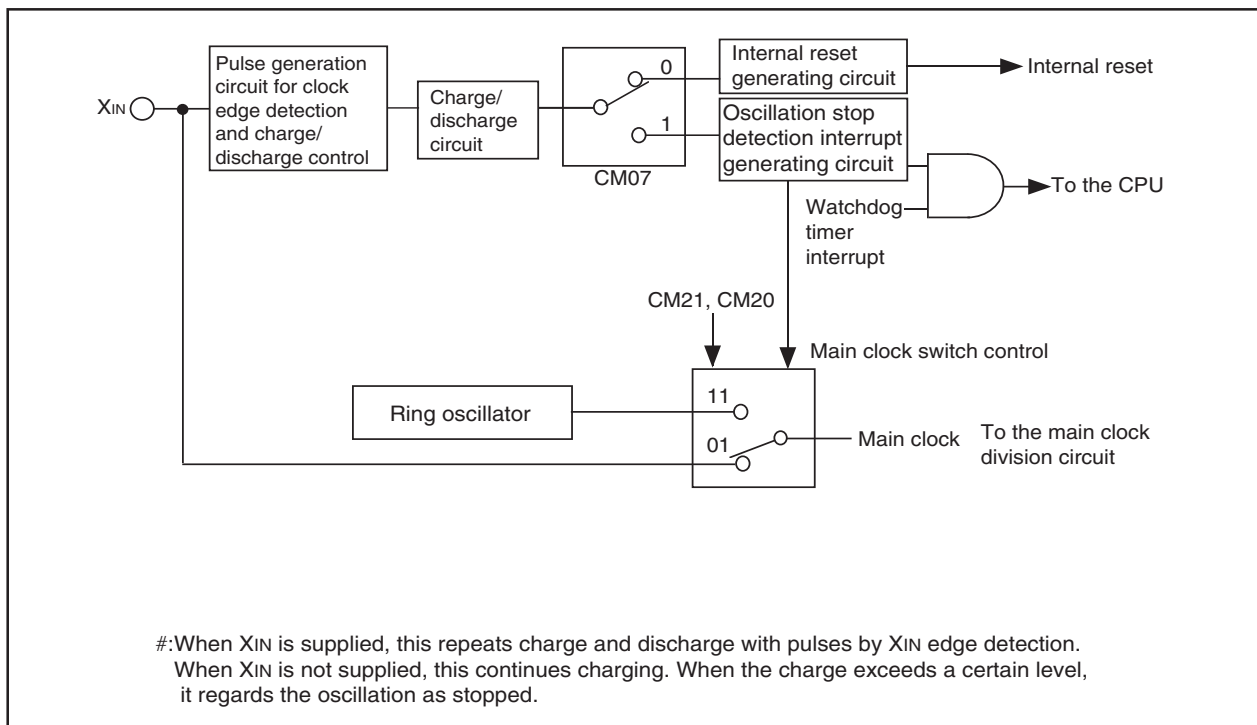 XIN
Pulse generation
circuit for clock
edge detection
and charge/
discharge control
Charge/
discharge
circuit
0
1
CM07
Internal reset
generating circuit
Internal reset
Oscillation stop
detection interrupt
generating circuit
Watchdog
timer
interrupt
To the CPU
CM21, CM20
Main clock switch control
Ring oscillator
11
01
Main clock
To the main clock
division circuit
#:When XIN is supplied, this repeats charge and discharge with pulses by XIN edge detection.
When XIN is not supplied, this continues charging. When the charge exceeds a certain level,
it regards the oscillation as stopped.